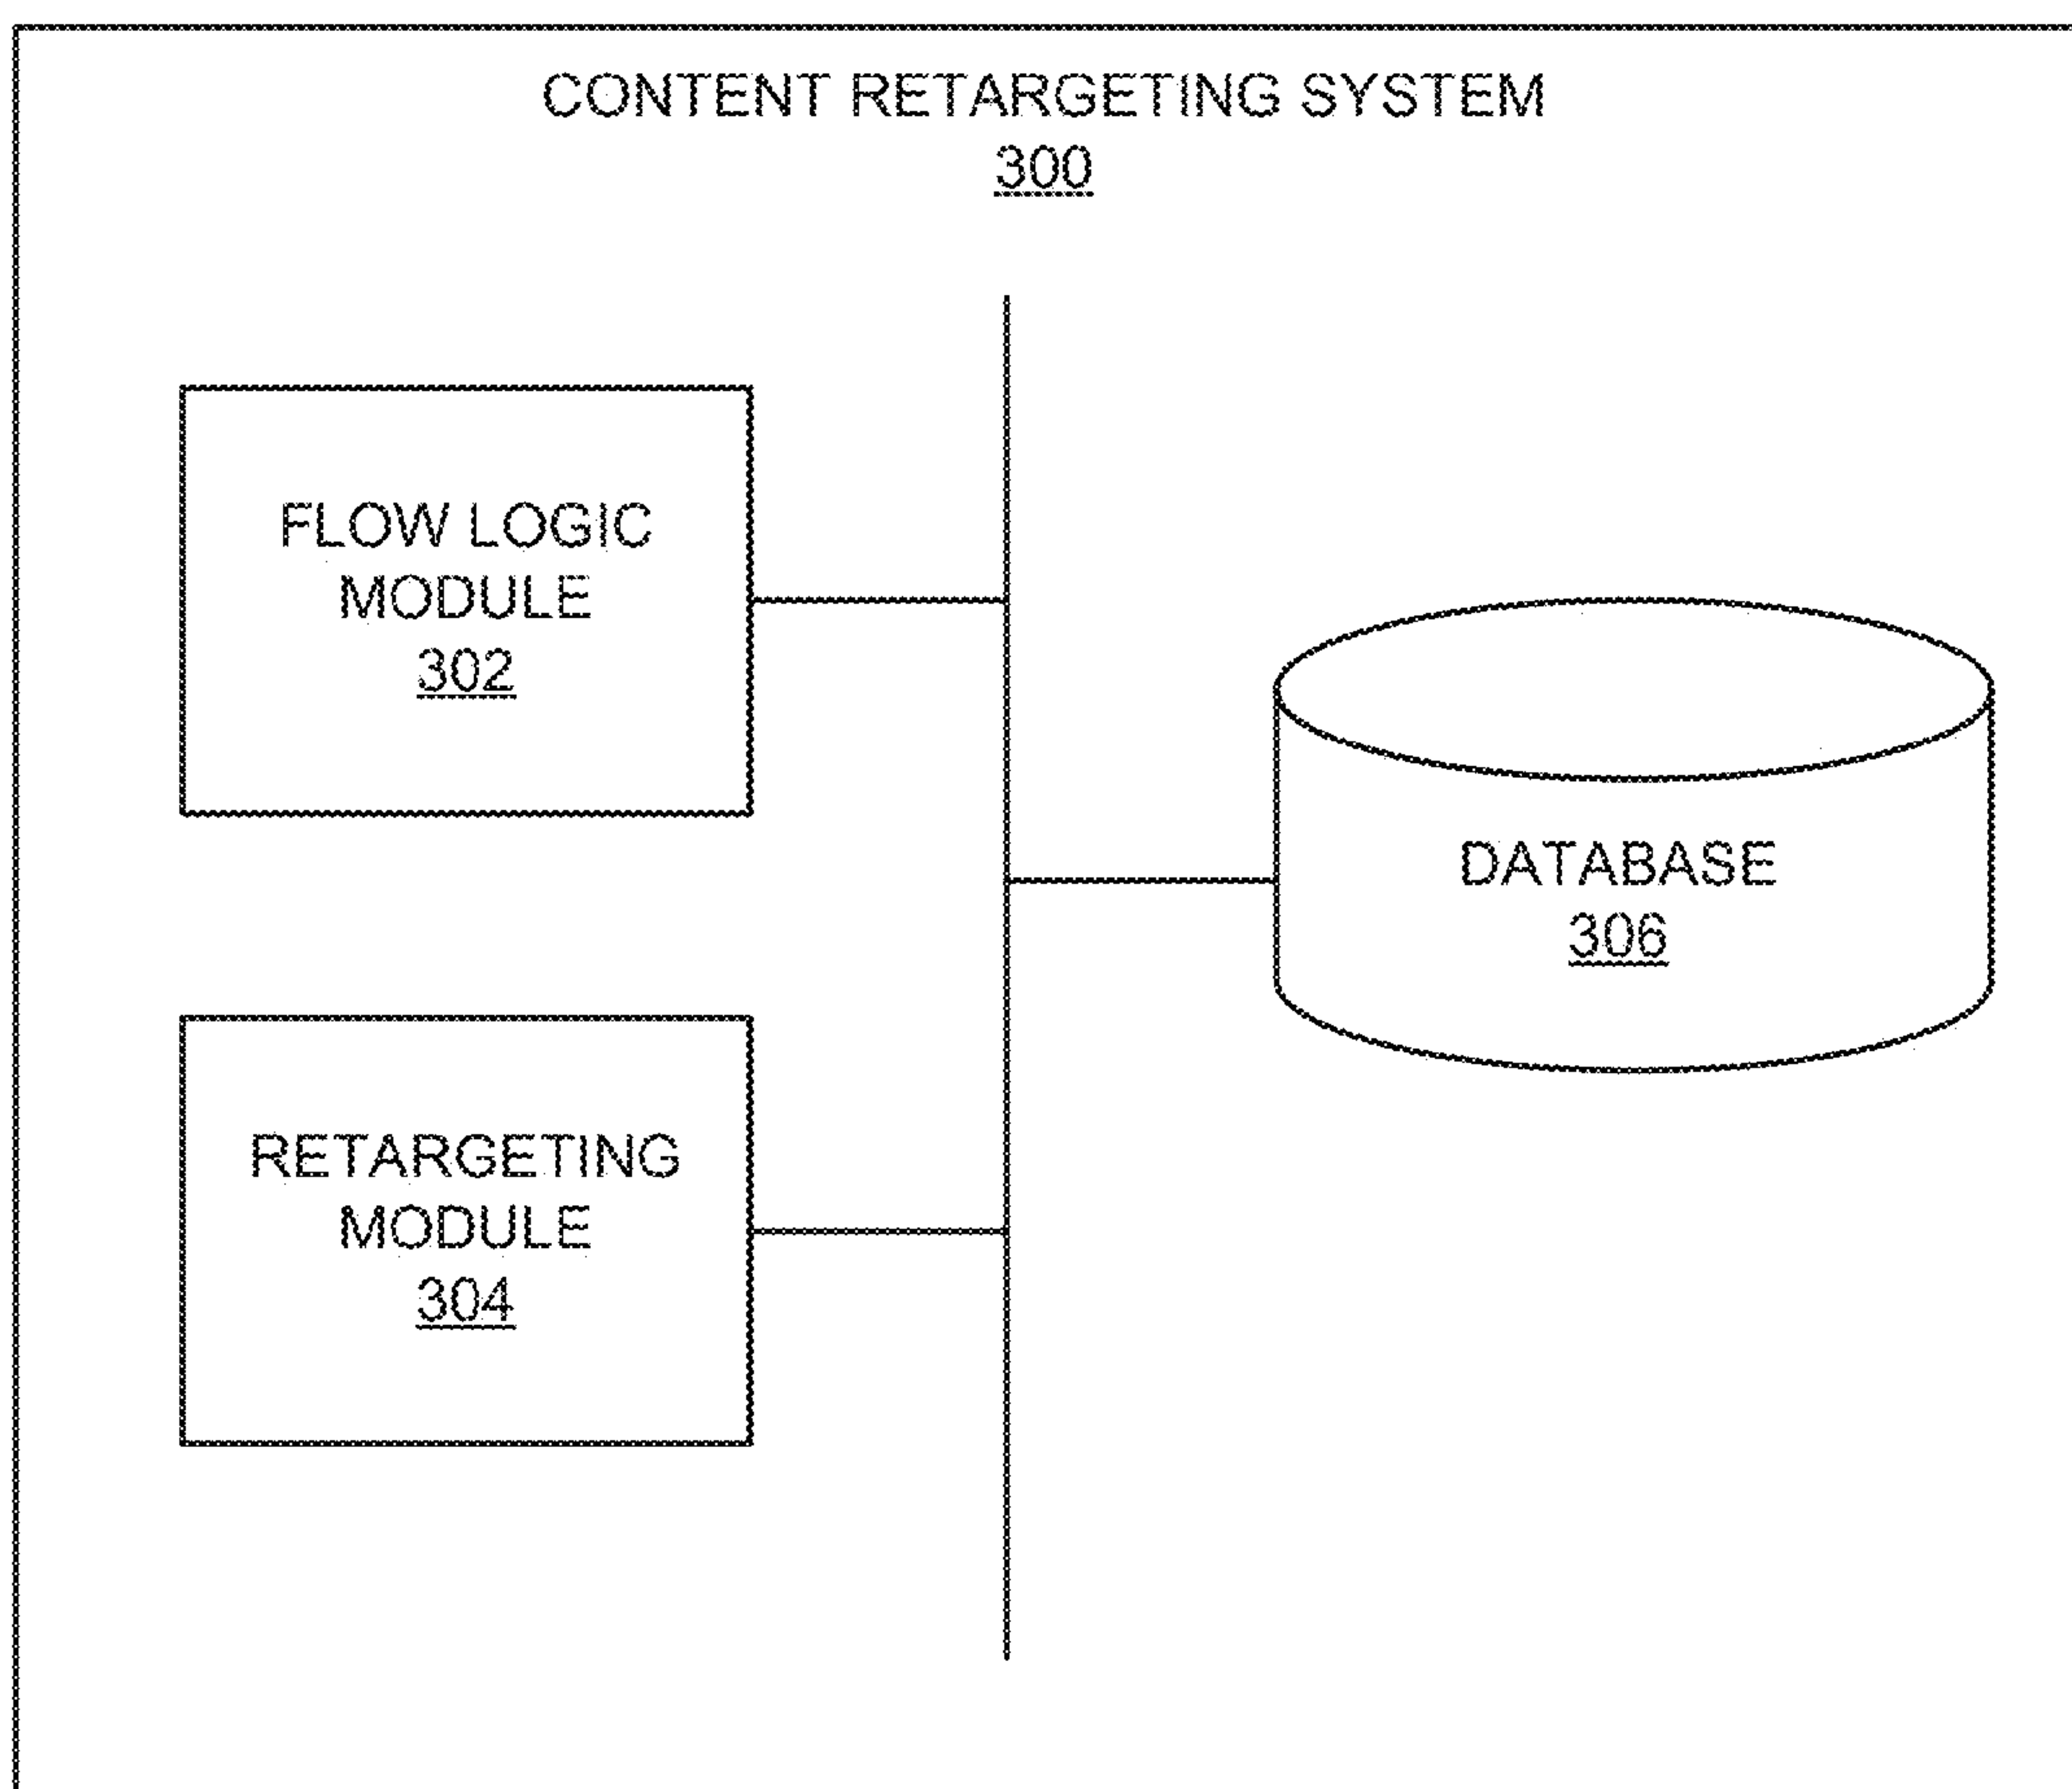 CONTENT RETARGETING SYSTEM
300
FLOW LOGIC
MODULE
302
DATABASE
306
RETARGETING
MODULE
304